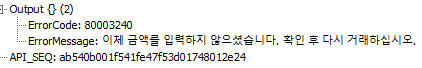 Output {} (2)
ErrorCode: 80003240
ErrorMessage: 이체 금액를 입력하지 않으셨습니다, 확인 후 다시 거래하십시오,
API_SEQ: ab540b001f541fe47f53d01748012e24